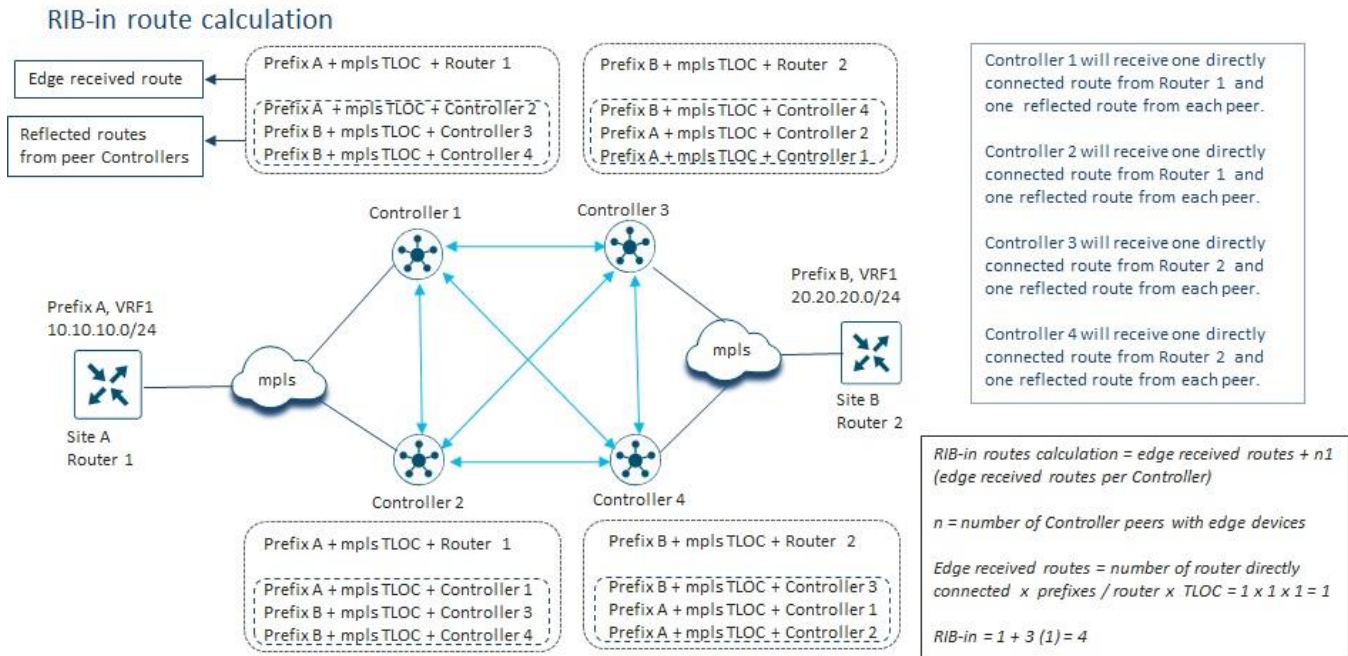 RIB-in route calculation
Edge received route
Reflected routes
from peer Controllers
Prefix A + mpls TLOC + Router 1
Prefix A + mpls TLOC + Controller 2
Prefix B + mpls TLOC + Controller 3
Prefix B + mpls TLOC + Controller 4
Prefix B + mpls TLOC + Router 2
Prefix B + mpls TLOC + Controller 4
Prefix A + mpls TLOC + Controller 2
Prefix A + mpls TLOC + Controller 1
Controller 1 will receive one directly
connected route from Router 1 and
one reflected route from each peer.
Controller 2 will receive one directly
connected route from Router 1 and
one reflected route from each peer.
Controller 3 will receive one directly
connected route from Router 2 and
one reflected route from each peer.
Controller 4 will receive one directly
connected route from Router 2 and
one reflected route from each peer.
Controller 1
Controller 3
Prefix A, VRF1
10.10.10.0/24
mpls
Site A
Router 1
Prefix B, VRF1
20.20.20.0/24
mpls
Site B
Router 2
Controller 2
Controller 4
Prefix A + mpls TLOC + Router 1
Prefix A + mpls TLOC + Controller 1
Prefix B + mpls TLOC + Controller 3
Prefix B + mpls TLOC + Controller 4
Prefix B + mpls TLOC + Router 2
Prefix B + mpls TLOC + Controller 3
Prefix A + mpls TLOC + Controller 1
Prefix A + mpls TLOC + Controller 2
RIB-in routes calculation = edge received routes + n1
(edge received routes per Controller)
n = number of Controller peers with edge devices
Edge received routes = number of router directly
connected x prefixes / router x TLOC = 1 x 1 x 1 = 1
RIB-in = 1 + 3 (1) = 4